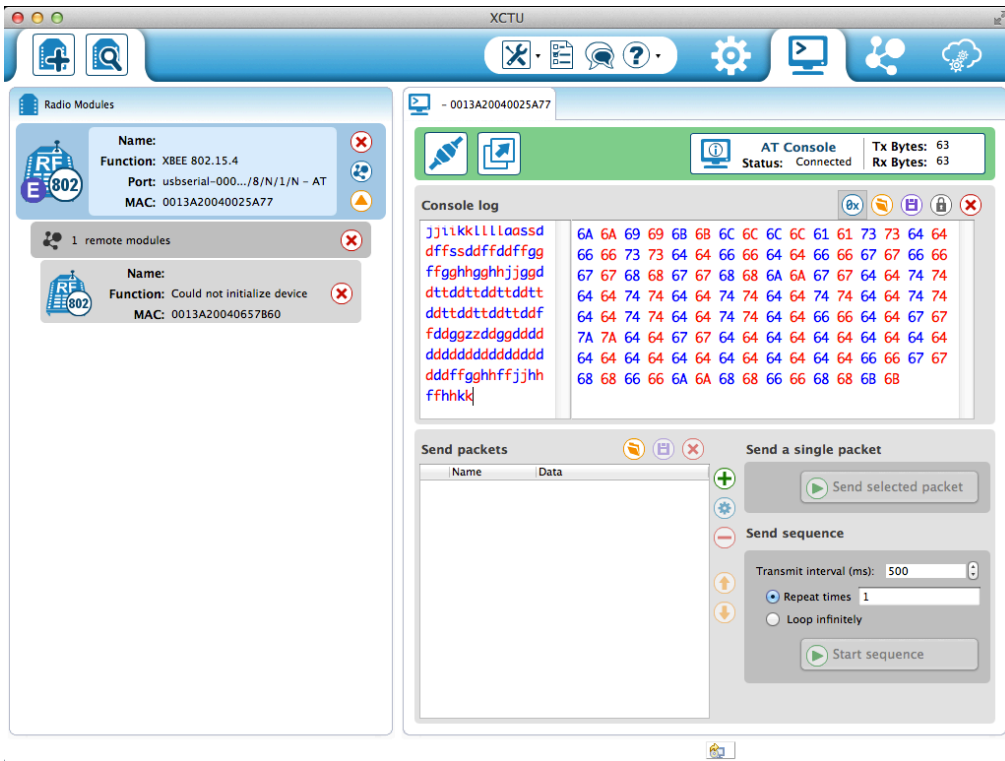 XCTU
Radio Modules
Name:
Function: XBEE 802.15.4
Port: usbserial-000.../8/N/1/N - AT
MAC: 0013A20040025A77
RF
E
802
1 remote modules
Name:
Function: Could not initialize device
MAC: 0013A20040657B60
RF
802
- 0013A20040025A77
AT Console
Status: Connected
Tx Bytes: 63
Rx Bytes: 63
Console log
0x
jjiikkllllaassd
dffssddffddffgg
ffgghhgghhjjggd
dttddttddttddtt
ddttddttddttddf
fddggzzddggdddd
ddddddddddddddd
dddffgghhffjjhh
ffhhkk
6A 6A 69 69 6B 6B 6C 6C 6C 6C 61 61 73 73 64 64
66 66 73 73 64 64 66 66 64 64 66 66 67 67 66 66
67 67 68 68 67 67 68 68 6A 6A 67 67 64 64 74 74
64 64 74 74 64 64 74 74 64 64 74 74 64 64 74 74
64 64 74 74 64 64 74 74 64 64 66 66 64 64 67 67
7A 7A 64 64 67 67 64 64 64 64 64 64 64 64 64 64
64 64 64 64 64 64 64 64 64 64 64 64 66 66 67 67
68 68 66 66 6A 6A 68 68 66 66 68 68 6B 6B
Send packets
Name Data
Send a single packet
Send selected packet
Send sequence
Transmit interval (ms): 500
Repeat times 1
Loop infinitely
Start sequence